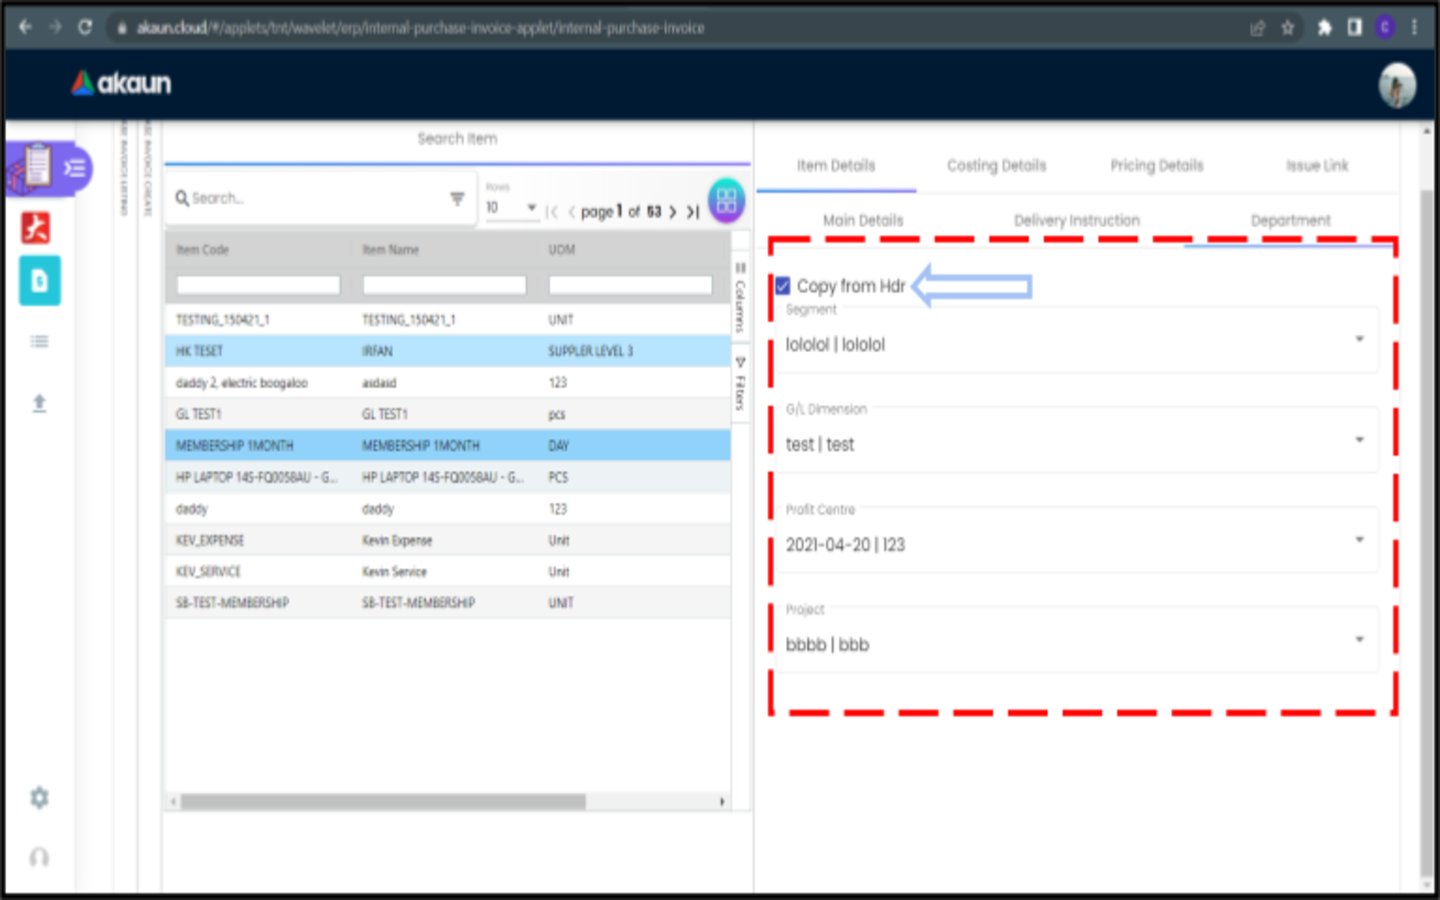 akaun.cloud/#/applets/tnt/wavelet/erp/internal-purchase-invoice-applet/internal-purchase-invoice
C
akaun
Search Item
Search...
Rows
10
page 1 of 53
Item Code Item Name UOM
TESTING_150421_1 TESTING_150421_1 UNIT
HK TESET IRFAN SUPPLER LEVEL 3
daddy 2, electric boogaloo asdasd 123
GL TEST1 GL TEST1 pcs
MEMBERSHIP 1MONTH MEMBERSHIP 1MONTH DAY
HP LAPTOP 14S-FQ0058AU - G... HP LAPTOP 14S-FQ0058AU - G... PCS
daddy daddy 123
KEV_EXPENSE Kevin Expense Unit
KEV_SERVICE Kevin Service Unit
SB-TEST-MEMBERSHIP SB-TEST-MEMBERSHIP UNIT
Columns
Filters
Item Details Costing Details Pricing Details Issue Link
Main Details Delivery Instruction Department
Copy from Hdr
Segment
lololol | lololol
G/L Dimension
test | test
Profit Centre
2021-04-20 | 123
Project
bbbb | bbb